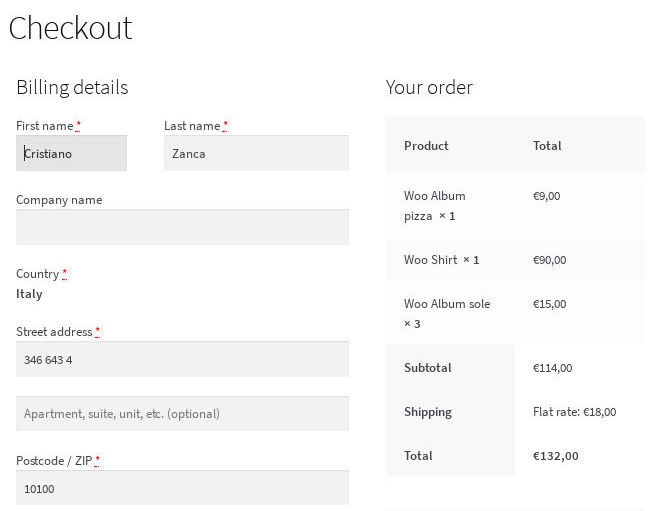 Checkout
Billing details
First name *
Last name *
Cristiano
Zanca
Company name
Country *
Italy
Street address *
346 643 4
Apartment, suite, unit, etc. (optional)
Postcode / ZIP *
10100
Your order
Product Total
Woo Album €9,00
pizza × 1
Woo Shirt × 1 €90,00
Woo Album sole €15,00
× 3
Subtotal €114,00
Shipping Flat rate: €18,00
Total €132,00